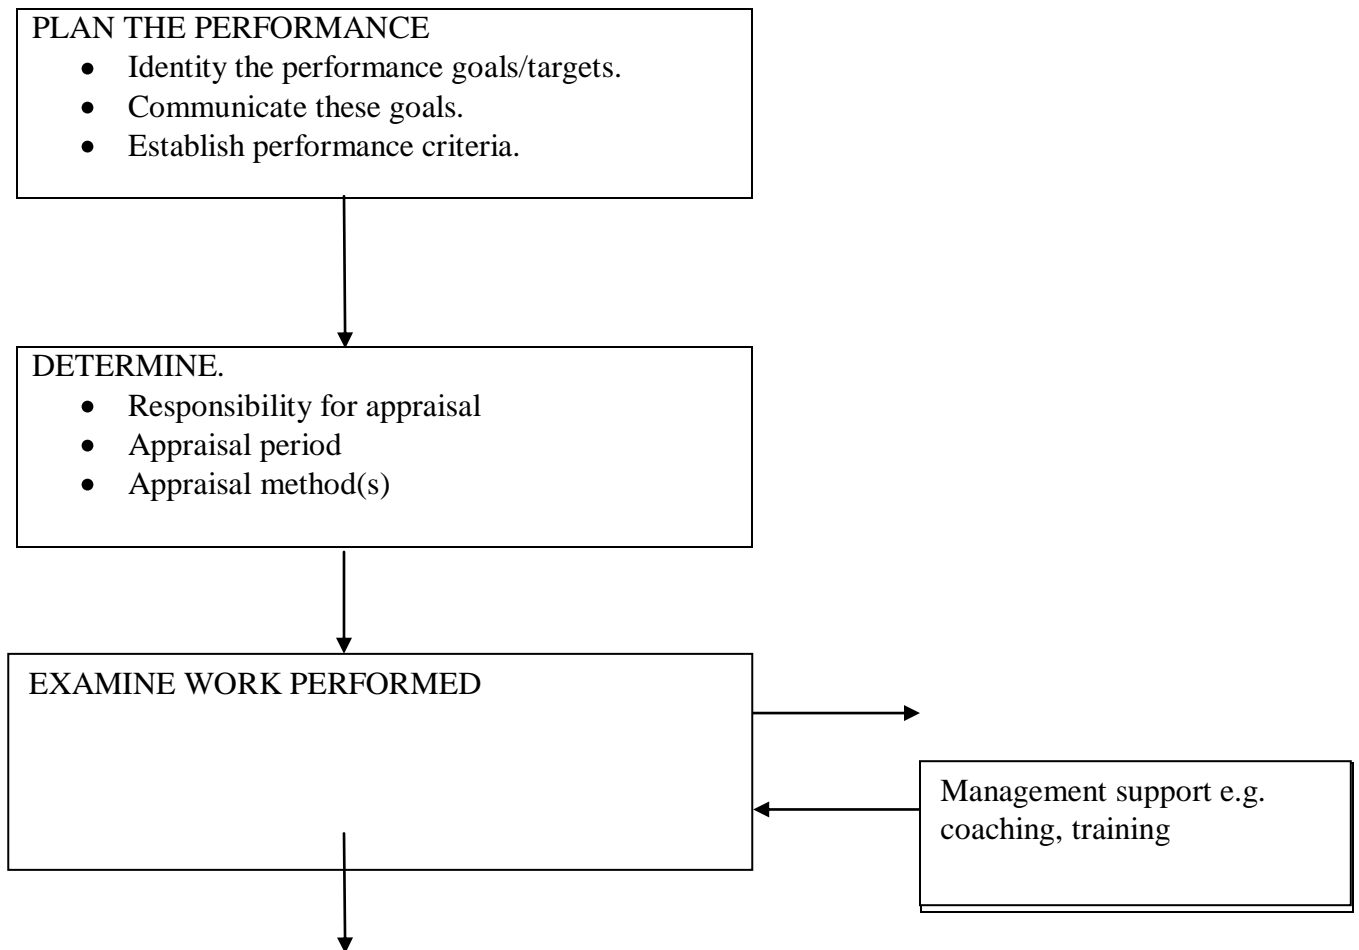 PLAN THE PERFORMANCE
• Identity the performance goals/targets.
• Communicate these goals.
• Establish performance criteria.
DETERMINE.
• Responsibility for appraisal
• Appraisal period
• Appraisal method(s)
EXAMINE WORK PERFORMED
Management support e.g.
coaching, training